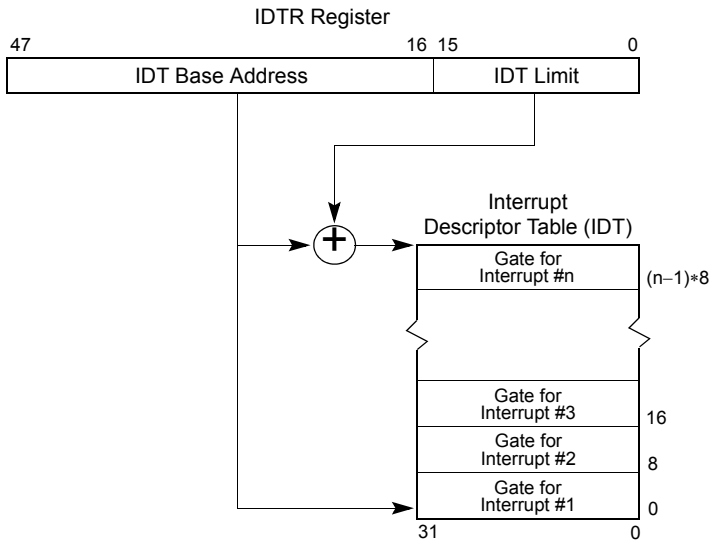 IDTR Register
47 16 15 0
IDT Base Address IDT Limit
+
Interrupt
Descriptor Table (IDT)
Gate for
Interrupt #n
(n−1)∗8
Gate for
Interrupt #3
16
Gate for
Interrupt #2
8
Gate for
Interrupt #1
0
31 0